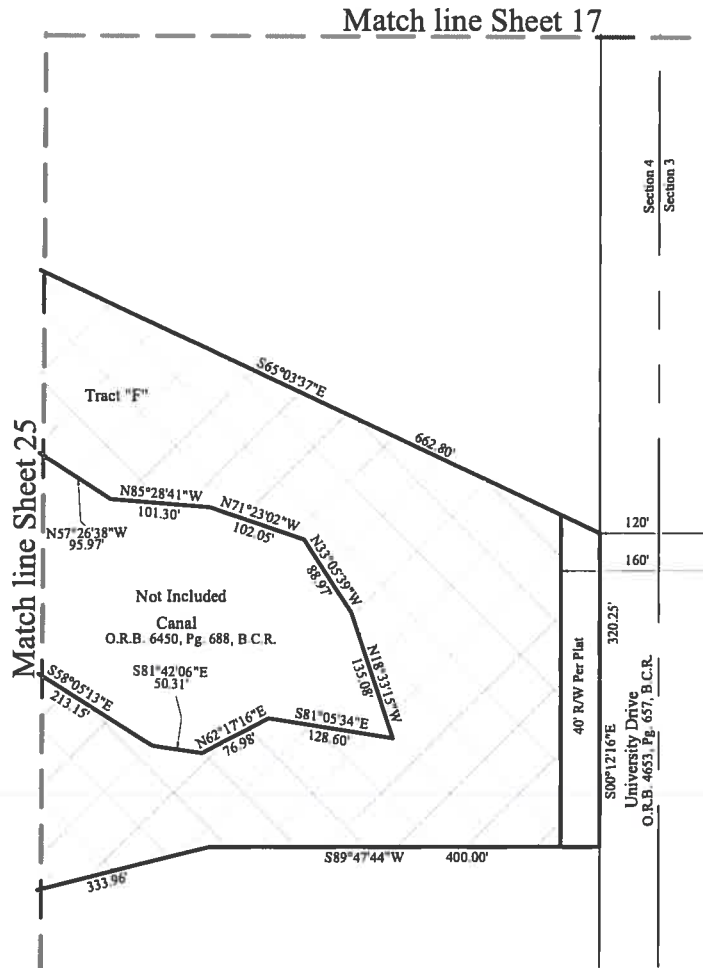 Match line Sheet 17
Section 4
Section 3
S65°03'37"E
662.80'
Tract "F"
Match line Sheet 25
N85°28'41"W
101.30'
N71°23'02"W
102.05'
N57°26'38"W
95.97'
N33°05'39"W
88.97'
120'
160'
Not Included
Canal
O.R.B. 6450, Pg. 688, B C.R.
N18°33'15"W
135.08'
320.25'
S00°12'16"E
40' R/W Per Plat
University Drive
O.R.B. 4653, Pg. 657, B.C.R.
S58°05'13"E
213.15'
S81°42'06"E
50.31'
N62°17'16"E
76.98'
S81°05'34"E
128.60'
S89°47'44"W
400.00'
333.96'